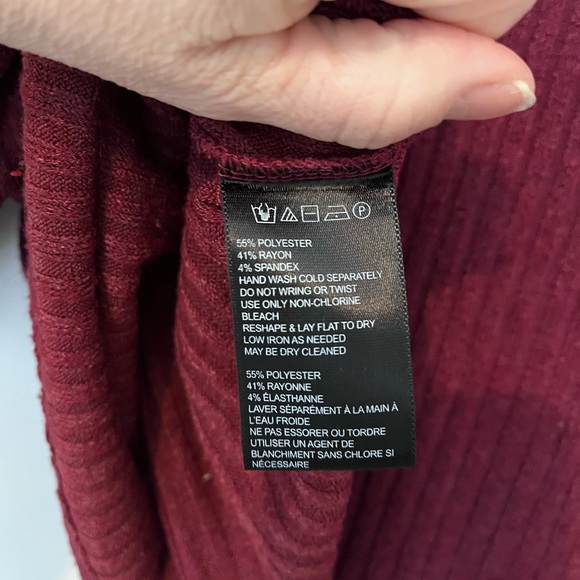 P
55% POLYESTER
41% RAYON
4% SPANDEX
HAND WASH COLD SEPARATELY
DO NOT WRING OR TWIST
USE ONLY NON-CHLORINE
BLEACH
RESHAPE & LAY FLAT TO DRY
LOW IRON AS NEEDED
MAY BE DRY CLEANED
55% POLYESTER
41% RAYONNE
4% ÉLASTHANNE
LAVER SÉPARÉMENT À LA MAIN À
L'EAU FROIDE
NE PAS ESSORER OU TORDRE
UTILISER UN AGENT DE
BLANCHIMENT SANS CHLORE SI
NÉCESSAIRE